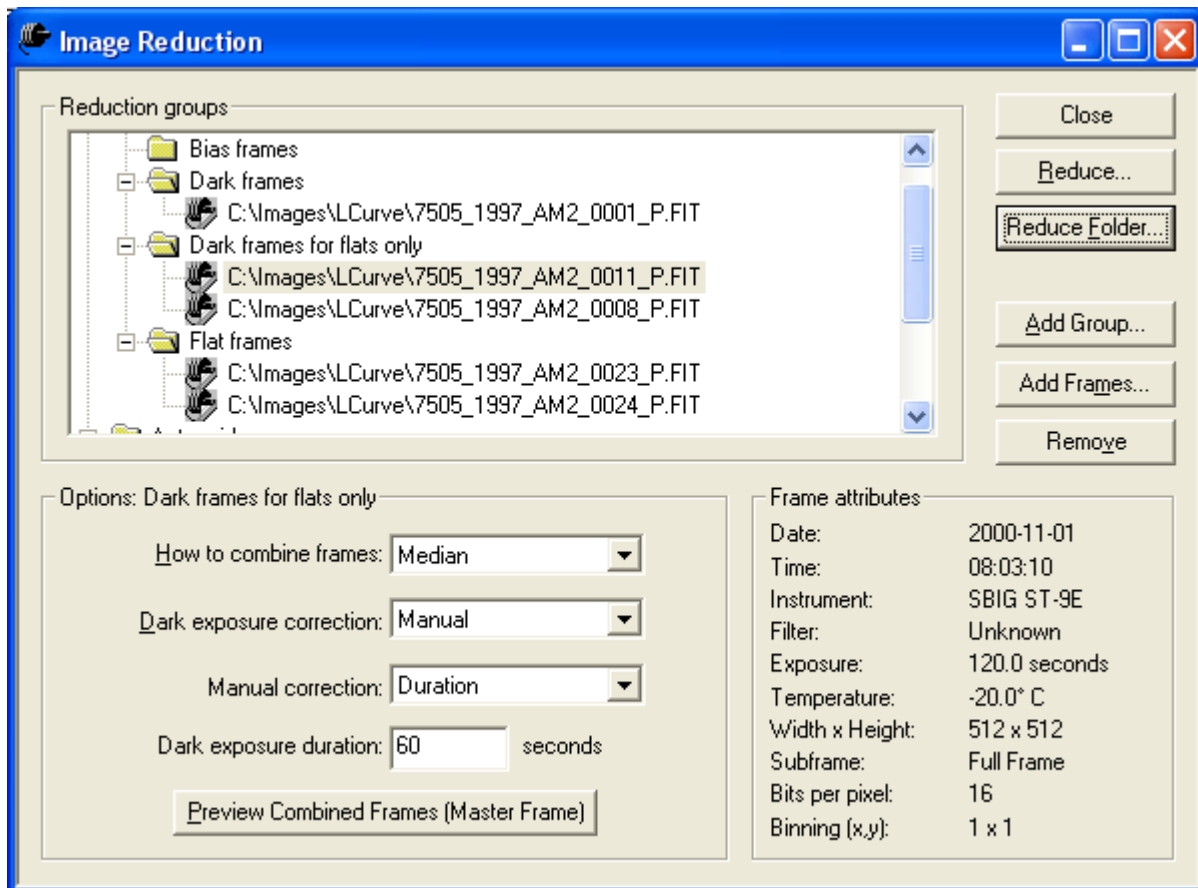 Image Reduction
Reduction groups
Bias frames
Dark frames
C:\Images\LCurve\7505_1997_AM2_0001_P.FIT
Dark frames for flats only
C:\Images\LCurve\7505_1997_AM2_0011_P.FIT
C:\Images\LCurve\7505_1997_AM2_0008_P.FIT
Flat frames
C:\Images\LCurve\7505_1997_AM2_0023_P.FIT
C:\Images\LCurve\7505_1997_AM2_0024_P.FIT
Close
Reduce...
Reduce Folder...
Add Group...
Add Frames...
Remove
Options: Dark frames for flats only
How to combine frames: Median
Dark exposure correction: Manual
Manual correction: Duration
Dark exposure duration: 60 seconds
Preview Combined Frames (Master Frame)
Frame attributes
Date: 2000-11-01
Time: 08:03:10
Instrument: SBIG ST-9E
Filter: Unknown
Exposure: 120.0 seconds
Temperature: -20.0° C
Width x Height: 512 x 512
Subframe: Full Frame
Bits per pixel: 16
Binning (x,y): 1 x 1